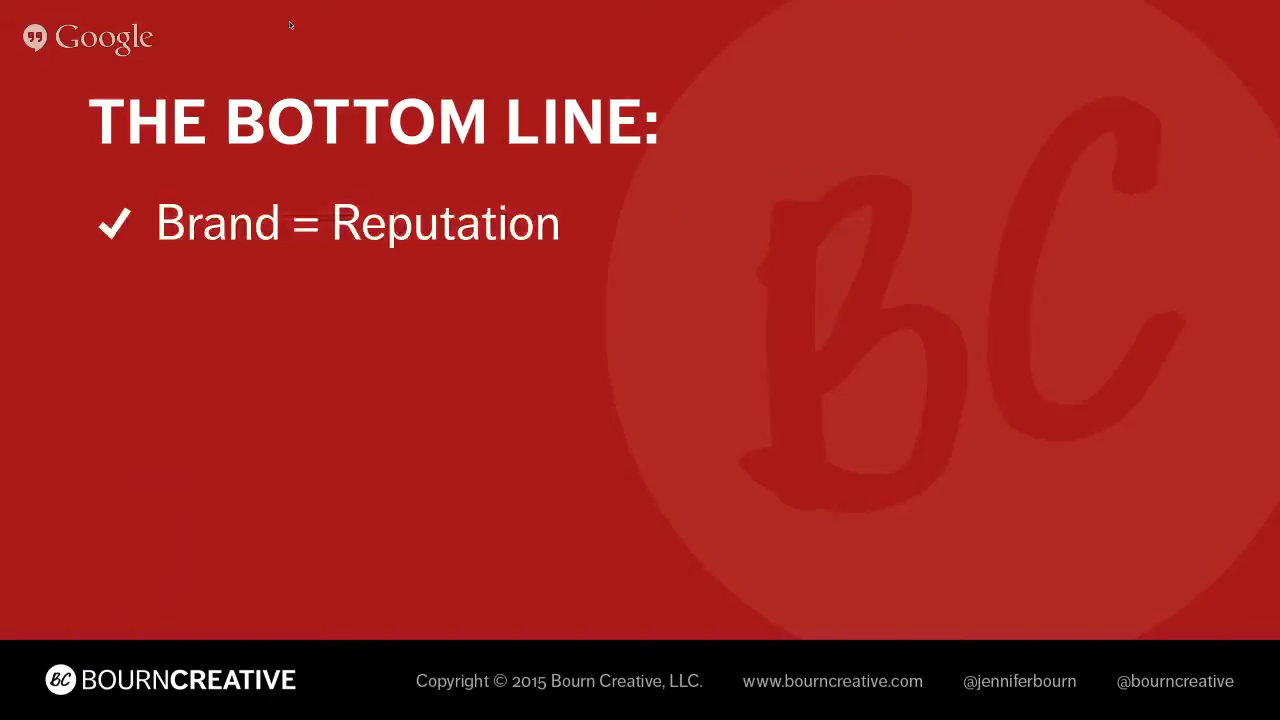 Google
THE BOTTOM LINE:
✔ Brand = Reputation
BC
BC BOURNCREATIVE
Copyright © 2015 Bourn Creative, LLC.
www.bourncreative.com
@jenniferbourn
@bourncreative